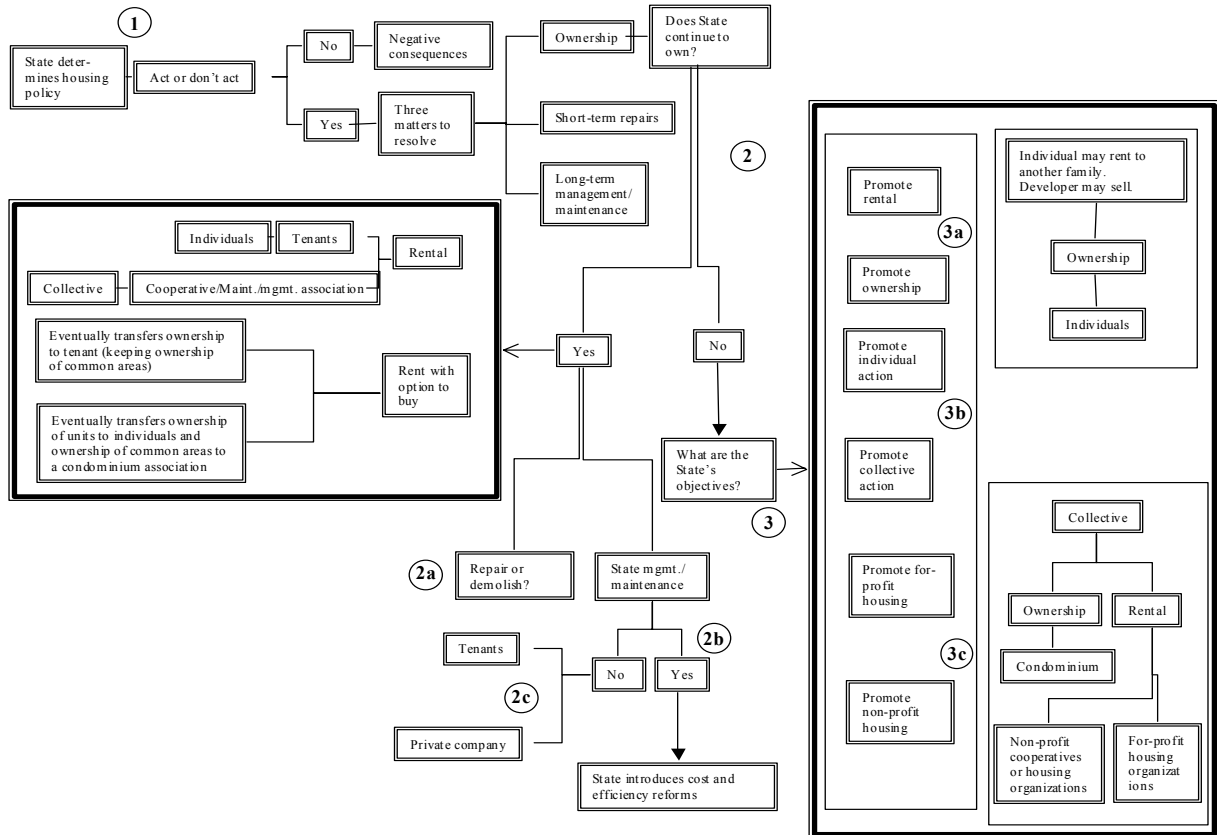 1
State deter-
mines housing
policy
Act or don't act
No
Negative
consequences
Yes
Three
matters to
resolve
Ownership
Short-term repairs
Long-term
management/
maintenance
Does State
continue to
own?
2
Individuals
Tenants
Rental
Collective
Cooperative/Maint./mgmt. association
Eventually transfers ownership
to tenant (keeping ownership
of common areas)
Rent with
option to
buy
Eventually transfers ownership
of units to individuals and
ownership of common areas to
a condominium association
Yes
No
What are the
State's
objectives?
3
2a
Repair or
demolish?
State mgmt./
maintenance
2b
Tenants
No
Yes
2c
Private company
State introduces cost and
efficiency reforms
Promote
rental
3a
Promote
ownership
Promote
individual
action
3b
Promote
collective
action
Promote for-
profit
housing
3c
Promote
non-profit
housing
Individual may rent to
another family.
Developer may sell.
Ownership
Individuals
Collective
Ownership
Rental
Condominium
Non-profit
cooperatives
or housing
organizations
For-profit
housing
organizat
ions